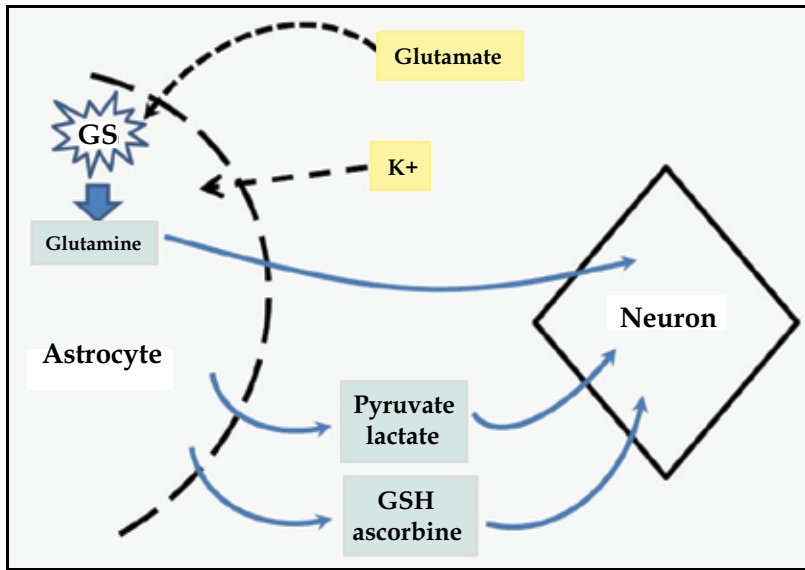 Glutamate
GS
K+
Glutamine
Neuron
Astrocyte
Pyruvate
lactate
GSH
ascorbine